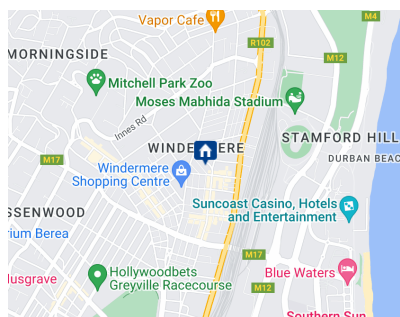 Vapor Cafe
M4
R102
MORNINGSIDE
M12
Mitchell Park Zoo
Moses Mabhida Stadium
Innes Rd
STAMFORD HILL
WINDERMERE
DURBAN BEAC
M17
Windermere
Shopping Centre
SSENWOOD
Suncoast Casino, Hotels
and Entertainment
rium Berea
M17
Blue Waters
Musgrave
Hollywoodbets
Greyville Racecourse
M12
Southern Sun